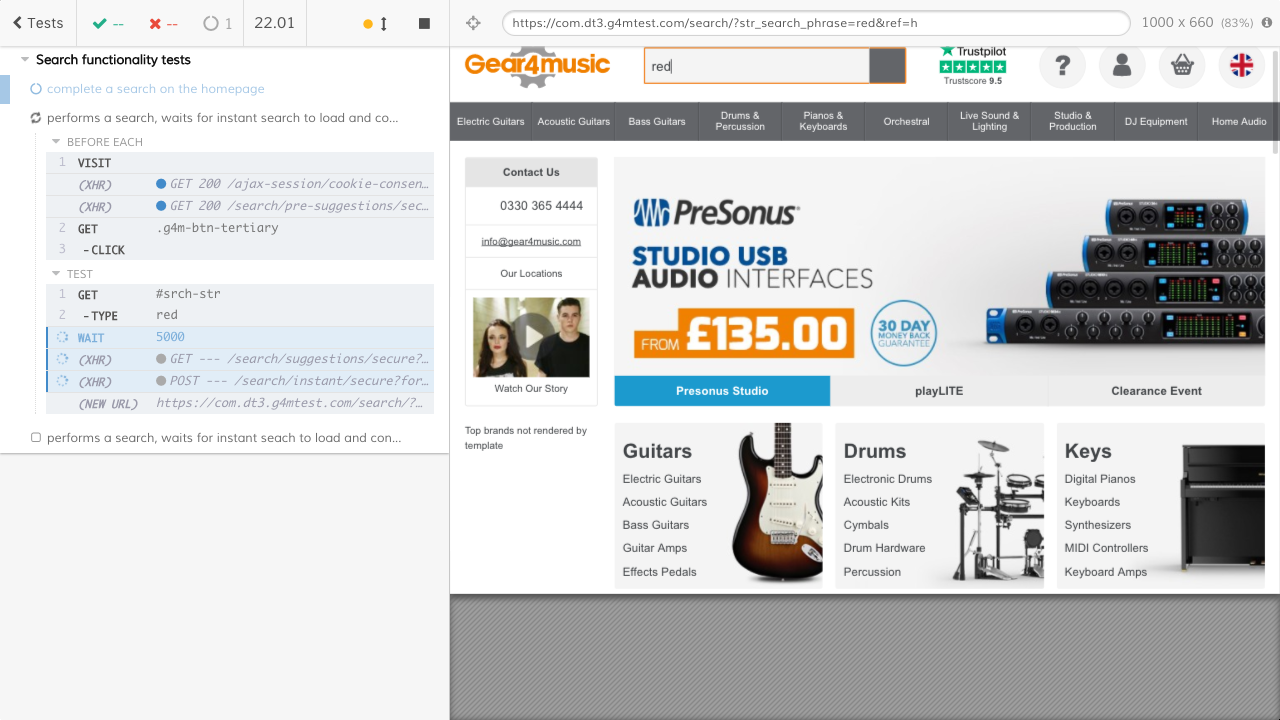 Tests
--
--
1
22.01
https://com.dt3.g4mtest.com/search/?str_search_phrase=red&ref=h
1000 x 660 (83%)
Search functionality tests
complete a search on the homepage
performs a search, waits for instant search to load and co...
BEFORE EACH
1 VISIT
(XHR) GET 200 /ajax-session/cookie-consen…
(XHR) GET 200 /search/pre-suggestions/sec…
2 GET .g4m-btn-tertiary
3 -CLICK
TEST
1 GET #srch-str
2 -TYPE red
WAIT 5000
(XHR) GET --- /search/suggestions/secure?…
(XHR) POST --- /search/instant/secure?for…
(NEW URL) https://com.dt3.g4mtest.com/search/?…
performs a search, waits for instant seach to load and con...
Gear4music
red
Trustpilot
Trustscore 9.5
?
Electric Guitars
Acoustic Guitars
Bass Guitars
Drums & Percussion
Pianos & Keyboards
Orchestral
Live Sound & Lighting
Studio & Production
DJ Equipment
Home Audio
Contact Us
0330 365 4444
info@gear4music.com
Our Locations
Watch Our Story
Top brands not rendered by
template
PreSonus
STUDIO USB
AUDIO INTERFACES
FROM £135.00
30 DAY
MONEY BACK
GUARANTEE
Presonus Studio
playLITE
Clearance Event
Guitars
Electric Guitars
Acoustic Guitars
Bass Guitars
Guitar Amps
Effects Pedals
Drums
Electronic Drums
Acoustic Kits
Cymbals
Drum Hardware
Percussion
Keys
Digital Pianos
Keyboards
Synthesizers
MIDI Controllers
Keyboard Amps